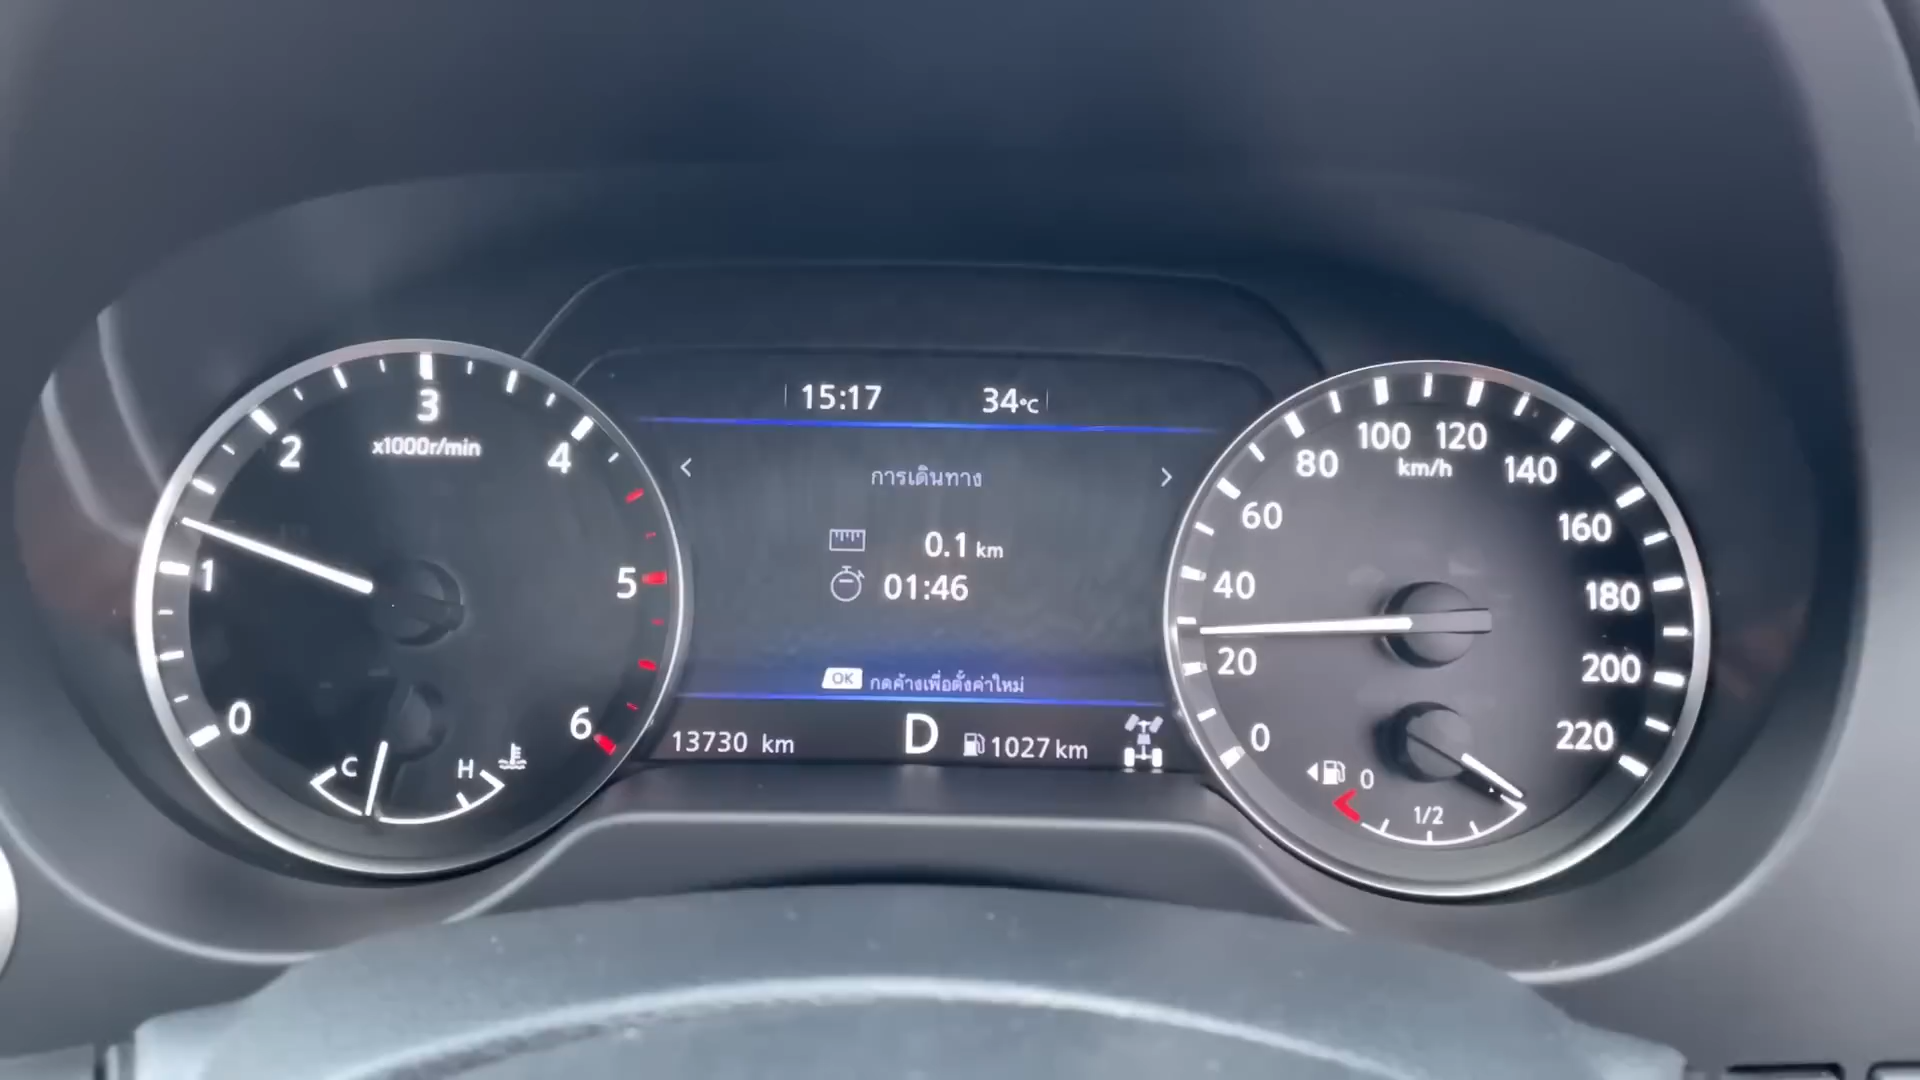 15:17 34°C
< การเดินทาง >
0.1 km
01:46
OK กดค้างเพื่อตั้งค่าใหม่
13730 km D 1027 km
0 1 2 3 4 5 6
x1000r/min
C H
0 20 40 60 80 100 120 140 160 180 200 220
km/h
0 1/2